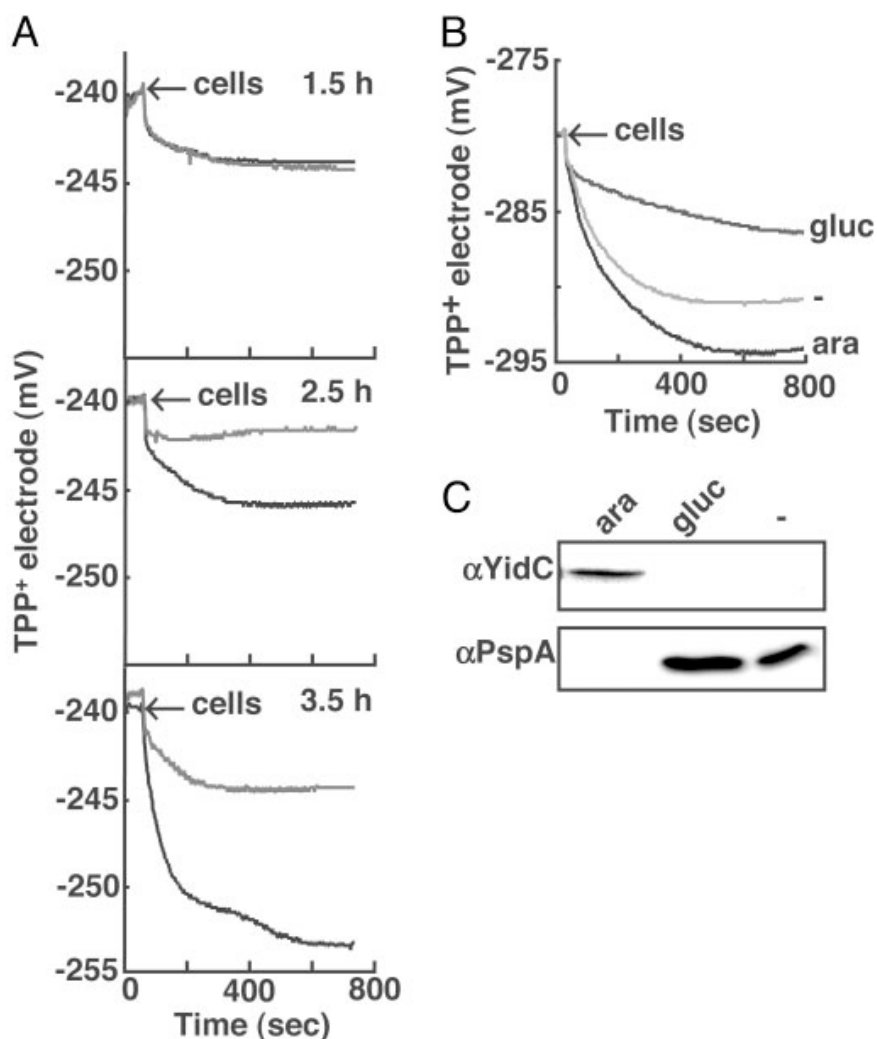 A
TPP+ electrode (mV)
-240
-245
-250
cells 1.5 h
-240
-245
-250
cells 2.5 h
-240
-245
-250
-255
cells 3.5 h
0 400 800
Time (sec)
B
TPP+ electrode (mV)
-275
-285
-295
cells
gluc
-
ara
0 400 800
Time (sec)
C
ara gluc -
αYidC
αPspA